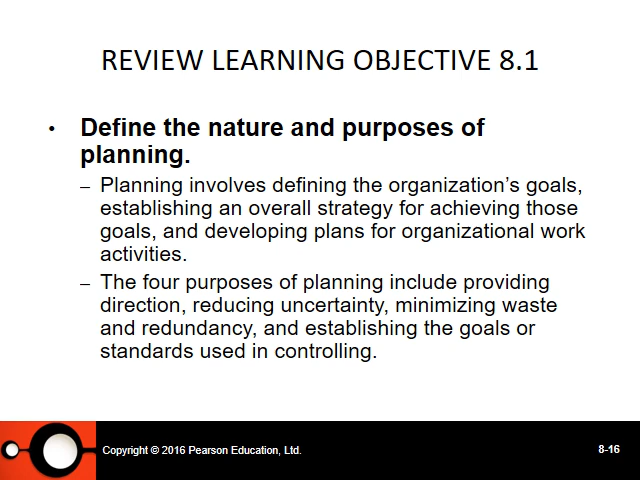 REVIEW LEARNING OBJECTIVE 8.1
• Define the nature and purposes of
planning.
– Planning involves defining the organization’s goals,
establishing an overall strategy for achieving those
goals, and developing plans for organizational work
activities.
– The four purposes of planning include providing
direction, reducing uncertainty, minimizing waste
and redundancy, and establishing the goals or
standards used in controlling.
Copyright © 2016 Pearson Education, Ltd.
8-16